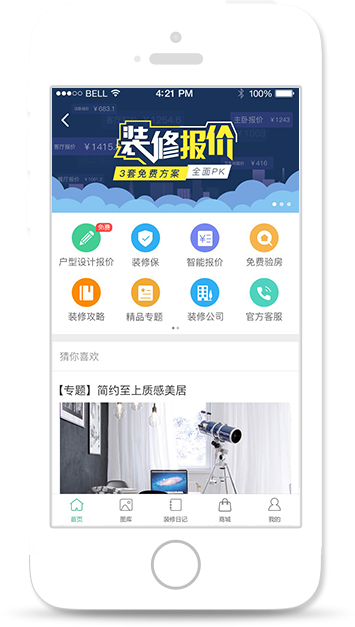 BELL 4:21 PM 100%
¥683.1
¥1254.6
主卧报价 ¥1243
¥1003
客厅报价 ¥1415.
¥416
装修报价
3套免费方案 全面PK
免费
户型设计报价 装修保 智能报价 免费验房
装修攻略 精品专题 装修公司 官方客服
猜你喜欢
【专题】简约至上质感美居
首页 图库 装修日记 商城 我的